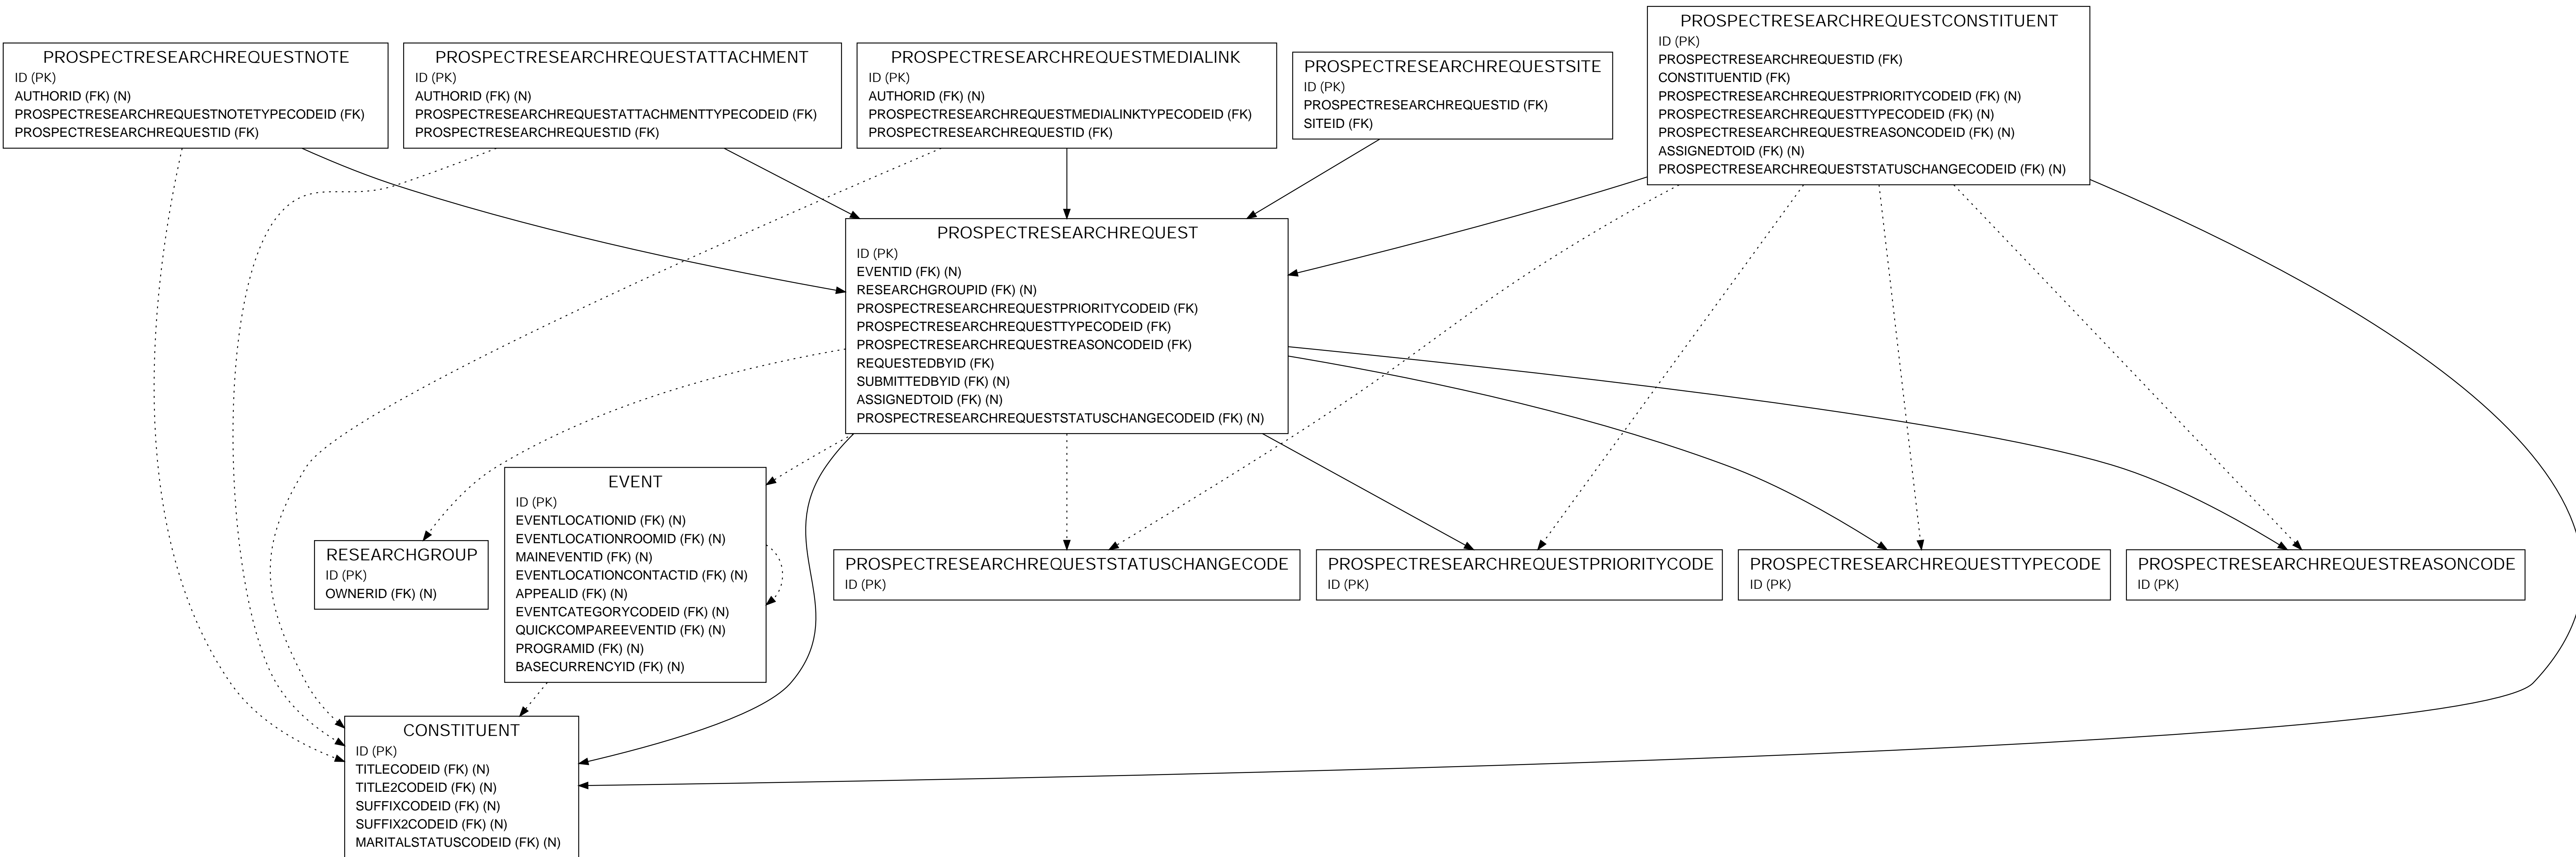 PROSPECTRESEARCHREQUESTNOTE
ID (PK)
AUTHORID (FK) (N)
PROSPECTRESEARCHREQUESTNOTETYPECODEID (FK)
PROSPECTRESEARCHREQUESTID (FK)
PROSPECTRESEARCHREQUESTATTACHMENT
ID (PK)
AUTHORID (FK) (N)
PROSPECTRESEARCHREQUESTATTACHMENTTYPECODEID (FK)
PROSPECTRESEARCHREQUESTID (FK)
PROSPECTRESEARCHREQUESTMEDIALINK
ID (PK)
AUTHORID (FK) (N)
PROSPECTRESEARCHREQUESTMEDIALINKTYPECODEID (FK)
PROSPECTRESEARCHREQUESTID (FK)
PROSPECTRESEARCHREQUESTSITE
ID (PK)
PROSPECTRESEARCHREQUESTID (FK)
SITEID (FK)
PROSPECTRESEARCHREQUESTCONSTITUENT
ID (PK)
PROSPECTRESEARCHREQUESTID (FK)
CONSTITUENTID (FK)
PROSPECTRESEARCHREQUESTPRIORITYCODEID (FK) (N)
PROSPECTRESEARCHREQUESTTYPECODEID (FK) (N)
PROSPECTRESEARCHREQUESTREASONCODEID (FK) (N)
ASSIGNEDTOID (FK) (N)
PROSPECTRESEARCHREQUESTSTATUSCHANGECODEID (FK) (N)
PROSPECTRESEARCHREQUEST
ID (PK)
EVENTID (FK) (N)
RESEARCHGROUPID (FK) (N)
PROSPECTRESEARCHREQUESTPRIORITYCODEID (FK)
PROSPECTRESEARCHREQUESTTYPECODEID (FK)
PROSPECTRESEARCHREQUESTREASONCODEID (FK)
REQUESTEDBYID (FK)
SUBMITTEDBYID (FK) (N)
ASSIGNEDTOID (FK) (N)
PROSPECTRESEARCHREQUESTSTATUSCHANGECODEID (FK) (N)
RESEARCHGROUP
ID (PK)
OWNERID (FK) (N)
EVENT
ID (PK)
EVENTLOCATIONID (FK) (N)
EVENTLOCATIONROOMID (FK) (N)
MAINEVENTID (FK) (N)
EVENTLOCATIONCONTACTID (FK) (N)
APPEALID (FK) (N)
EVENTCATEGORYCODEID (FK) (N)
QUICKCOMPAREEVENTID (FK) (N)
PROGRAMID (FK) (N)
BASECURRENCYID (FK) (N)
PROSPECTRESEARCHREQUESTSTATUSCHANGECODE
ID (PK)
PROSPECTRESEARCHREQUESTPRIORITYCODE
ID (PK)
PROSPECTRESEARCHREQUESTTYPECODE
ID (PK)
PROSPECTRESEARCHREQUESTREASONCODE
ID (PK)
CONSTITUENT
ID (PK)
TITLECODEID (FK) (N)
TITLE2CODEID (FK) (N)
SUFFIXCODEID (FK) (N)
SUFFIX2CODEID (FK) (N)
MARITALSTATUSCODEID (FK) (N)